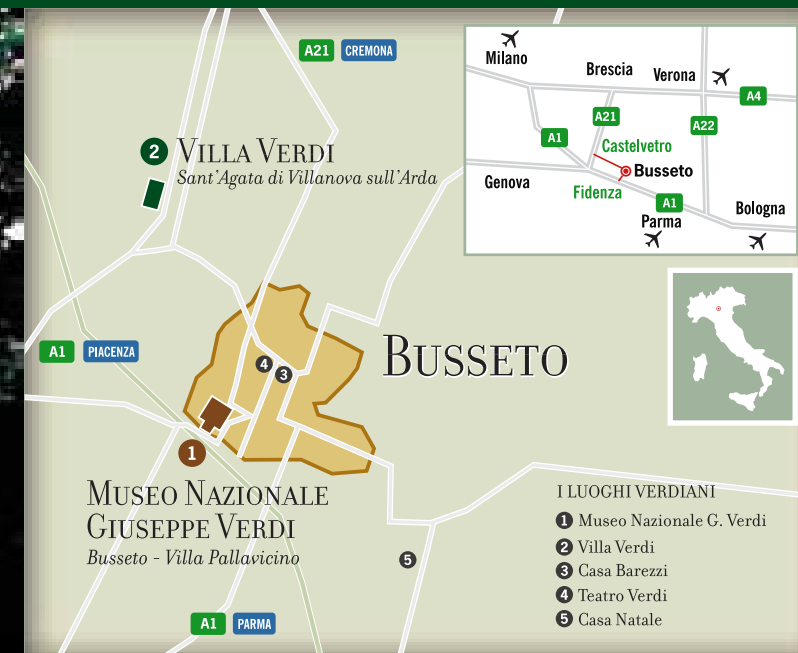 A21 CREMONA
2 VILLA VERDI
Sant'Agata di Villanova sull'Arda
Milano
Brescia
Verona
A4
A21
A1
A22
Castelvetro
Busseto
Genova
Fidenza
A1
Parma
Bologna
A1 PIACENZA
BUSSETO
4
3
1
MUSEO NAZIONALE
GIUSEPPE VERDI
Busseto - Villa Pallavicino
5
A1 PARMA
I LUOGHI VERDIANI
1 Museo Nazionale G. Verdi
2 Villa Verdi
3 Casa Barezzi
4 Teatro Verdi
5 Casa Natale